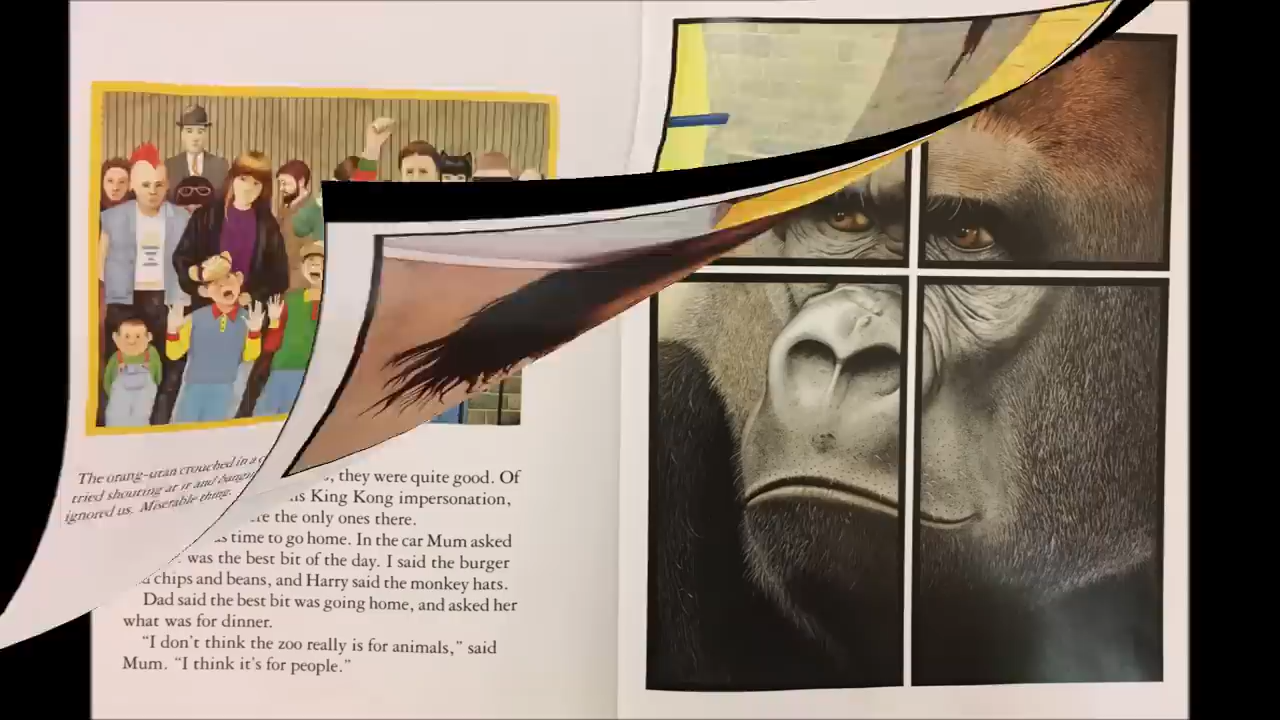 The orang-utan crouched in a
tried shouting at it and bangin
ignored us. Miserable thing.
, they were quite good. Of
is King Kong impersonation,
re the only ones there.
s time to go home. In the car Mum asked
was the best bit of the day. I said the burger
chips and beans, and Harry said the monkey hats.
Dad said the best bit was going home, and asked her
what was for dinner.
"I don't think the zoo really is for animals," said
Mum. "I think it's for people."